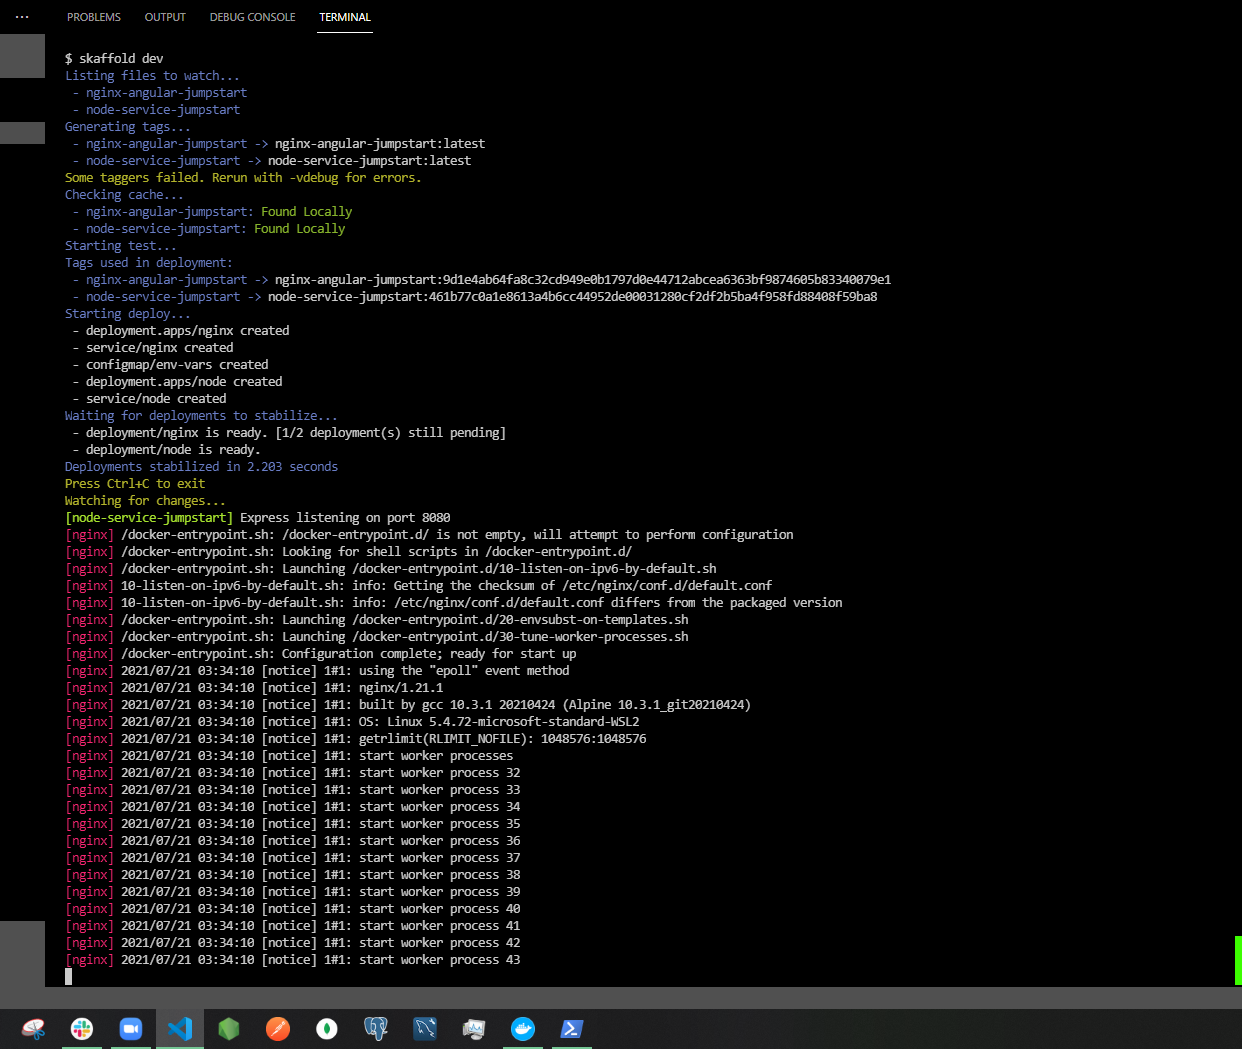 ··· PROBLEMS OUTPUT DEBUG CONSOLE TERMINAL
$ skaffold dev
Listing files to watch...
 - nginx-angular-jumpstart
 - node-service-jumpstart
Generating tags...
 - nginx-angular-jumpstart -> nginx-angular-jumpstart:latest
 - node-service-jumpstart -> node-service-jumpstart:latest
Some taggers failed. Rerun with -vdebug for errors.
Checking cache...
 - nginx-angular-jumpstart: Found Locally
 - node-service-jumpstart: Found Locally
Starting test...
Tags used in deployment:
 - nginx-angular-jumpstart -> nginx-angular-jumpstart:9d1e4ab64fa8c32cd949e0b1797d0e44712abcea6363bf9874605b83340079e1
 - node-service-jumpstart -> node-service-jumpstart:461b77c0a1e8613a4b6cc44952de00031280cf2df2b5ba4f958fd88408f59ba8
Starting deploy...
 - deployment.apps/nginx created
 - service/nginx created
 - configmap/env-vars created
 - deployment.apps/node created
 - service/node created
Waiting for deployments to stabilize...
 - deployment/nginx is ready. [1/2 deployment(s) still pending]
 - deployment/node is ready.
Deployments stabilized in 2.203 seconds
Press Ctrl+C to exit
Watching for changes...
[node-service-jumpstart] Express listening on port 8080
[nginx] /docker-entrypoint.sh: /docker-entrypoint.d/ is not empty, will attempt to perform configuration
[nginx] /docker-entrypoint.sh: Looking for shell scripts in /docker-entrypoint.d/
[nginx] /docker-entrypoint.sh: Launching /docker-entrypoint.d/10-listen-on-ipv6-by-default.sh
[nginx] 10-listen-on-ipv6-by-default.sh: info: Getting the checksum of /etc/nginx/conf.d/default.conf
[nginx] 10-listen-on-ipv6-by-default.sh: info: /etc/nginx/conf.d/default.conf differs from the packaged version
[nginx] /docker-entrypoint.sh: Launching /docker-entrypoint.d/20-envsubst-on-templates.sh
[nginx] /docker-entrypoint.sh: Launching /docker-entrypoint.d/30-tune-worker-processes.sh
[nginx] /docker-entrypoint.sh: Configuration complete; ready for start up
[nginx] 2021/07/21 03:34:10 [notice] 1#1: using the "epoll" event method
[nginx] 2021/07/21 03:34:10 [notice] 1#1: nginx/1.21.1
[nginx] 2021/07/21 03:34:10 [notice] 1#1: built by gcc 10.3.1 20210424 (Alpine 10.3.1_git20210424)
[nginx] 2021/07/21 03:34:10 [notice] 1#1: OS: Linux 5.4.72-microsoft-standard-WSL2
[nginx] 2021/07/21 03:34:10 [notice] 1#1: getrlimit(RLIMIT_NOFILE): 1048576:1048576
[nginx] 2021/07/21 03:34:10 [notice] 1#1: start worker processes
[nginx] 2021/07/21 03:34:10 [notice] 1#1: start worker process 32
[nginx] 2021/07/21 03:34:10 [notice] 1#1: start worker process 33
[nginx] 2021/07/21 03:34:10 [notice] 1#1: start worker process 34
[nginx] 2021/07/21 03:34:10 [notice] 1#1: start worker process 35
[nginx] 2021/07/21 03:34:10 [notice] 1#1: start worker process 36
[nginx] 2021/07/21 03:34:10 [notice] 1#1: start worker process 37
[nginx] 2021/07/21 03:34:10 [notice] 1#1: start worker process 38
[nginx] 2021/07/21 03:34:10 [notice] 1#1: start worker process 39
[nginx] 2021/07/21 03:34:10 [notice] 1#1: start worker process 40
[nginx] 2021/07/21 03:34:10 [notice] 1#1: start worker process 41
[nginx] 2021/07/21 03:34:10 [notice] 1#1: start worker process 42
[nginx] 2021/07/21 03:34:10 [notice] 1#1: start worker process 43